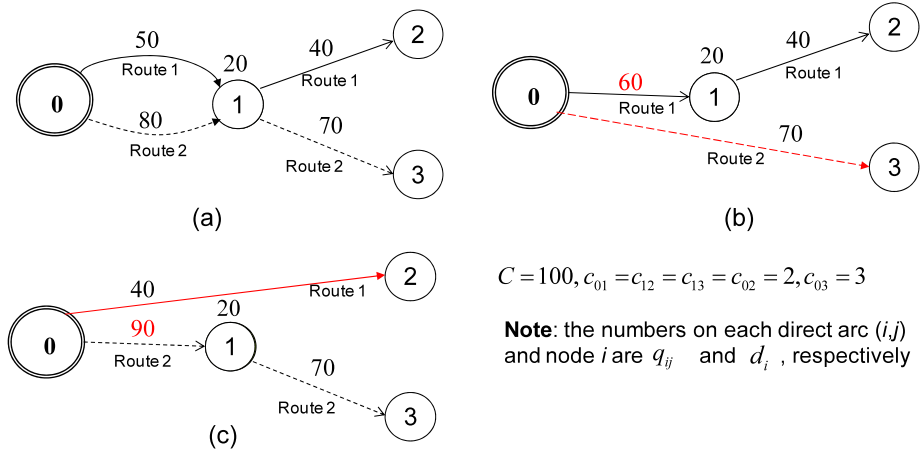 50
40
2
Route 1
20
Route 1
0
1
80
70
Route 2
Route 2
3
(a)
2
20
40
60
Route 1
0
Route 1
1
70
Route 2
3
(b)
2
40
Route 1
20
90
0
1
Route 2
70
Route 2
3
(c)
C = 100, c01 = c12 = c13 = c02 = 2, c03 = 3
Note: the numbers on each direct arc (i,j)
and node i are qij and di , respectively